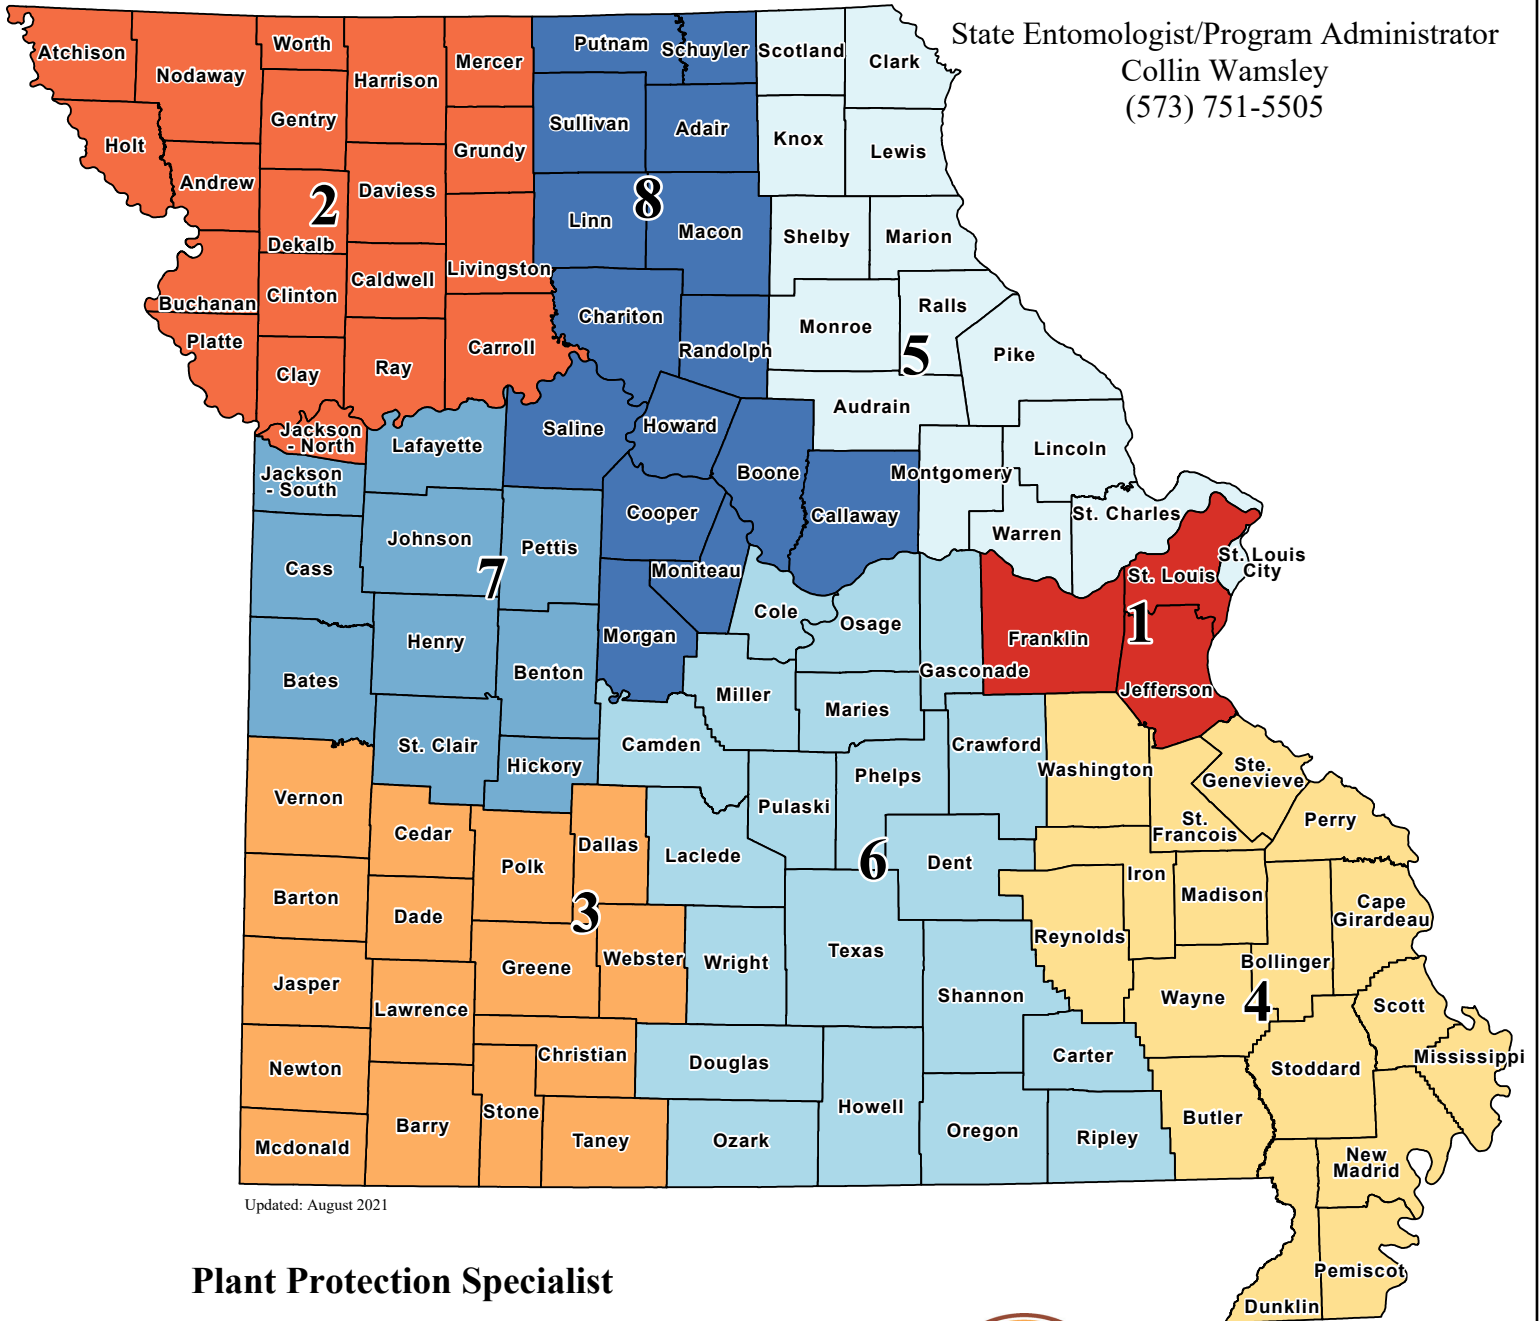 State Entomologist/Program Administrator
Collin Wamsley
(573) 751-5505
Atchison
Nodaway
Worth
Harrison
Mercer
Putnam
Schuyler
Scotland
Clark
Holt
Gentry
Grundy
Sullivan
Adair
Knox
Lewis
Andrew
2
Dekalb
Daviess
Livingston
Linn
8
Macon
Shelby
Marion
Buchanan
Clinton
Caldwell
Chariton
Randolph
Monroe
Ralls
5
Pike
Platte
Clay
Ray
Carroll
Audrain
Jackson
- North
Lafayette
Saline
Howard
Boone
Callaway
Montgomery
Lincoln
Jackson
- South
Johnson
Pettis
Cooper
Moniteau
Warren
St. Charles
St. Louis
St. Louis
City
Cass
7
Henry
Benton
Morgan
Cole
Osage
Gasconade
Franklin
1
Jefferson
Bates
St. Clair
Hickory
Camden
Miller
Maries
Phelps
Crawford
Washington
Ste.
Genevieve
St.
Francois
Perry
Vernon
Cedar
Polk
Dallas
Laclede
Pulaski
6
Dent
Iron
Madison
Cape
Girardeau
Barton
Dade
3
Greene
Webster
Wright
Texas
Shannon
Reynolds
Bollinger
Wayne
4
Scott
Jasper
Lawrence
Christian
Douglas
Howell
Carter
Stoddard
Mississippi
Newton
Barry
Stone
Taney
Ozark
Oregon
Ripley
Butler
New
Madrid
Mcdonald
Pemiscot
Dunklin
Updated: August 2021
Plant Protection Specialist